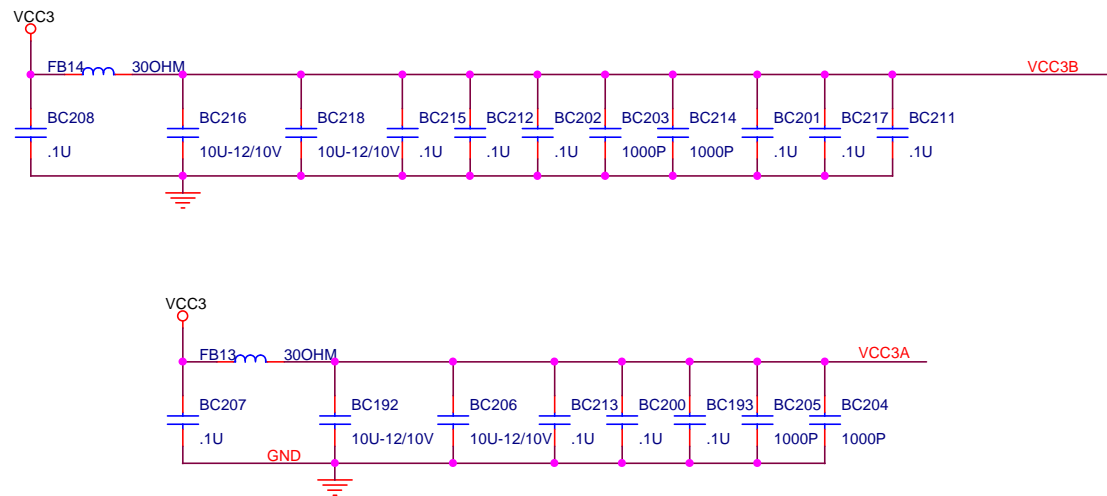 VCC3
FB14 30OHM VCC3B
BC208 BC216 BC218 BC215 BC212 BC202 BC203 BC214 BC201 BC217 BC211
.1U 10U-12/10V 10U-12/10V .1U .1U .1U 1000P 1000P .1U .1U .1U
VCC3
FB13 30OHM VCC3A
BC207 BC192 BC206 BC213 BC200 BC193 BC205 BC204
.1U 10U-12/10V 10U-12/10V .1U .1U .1U 1000P 1000P
GND